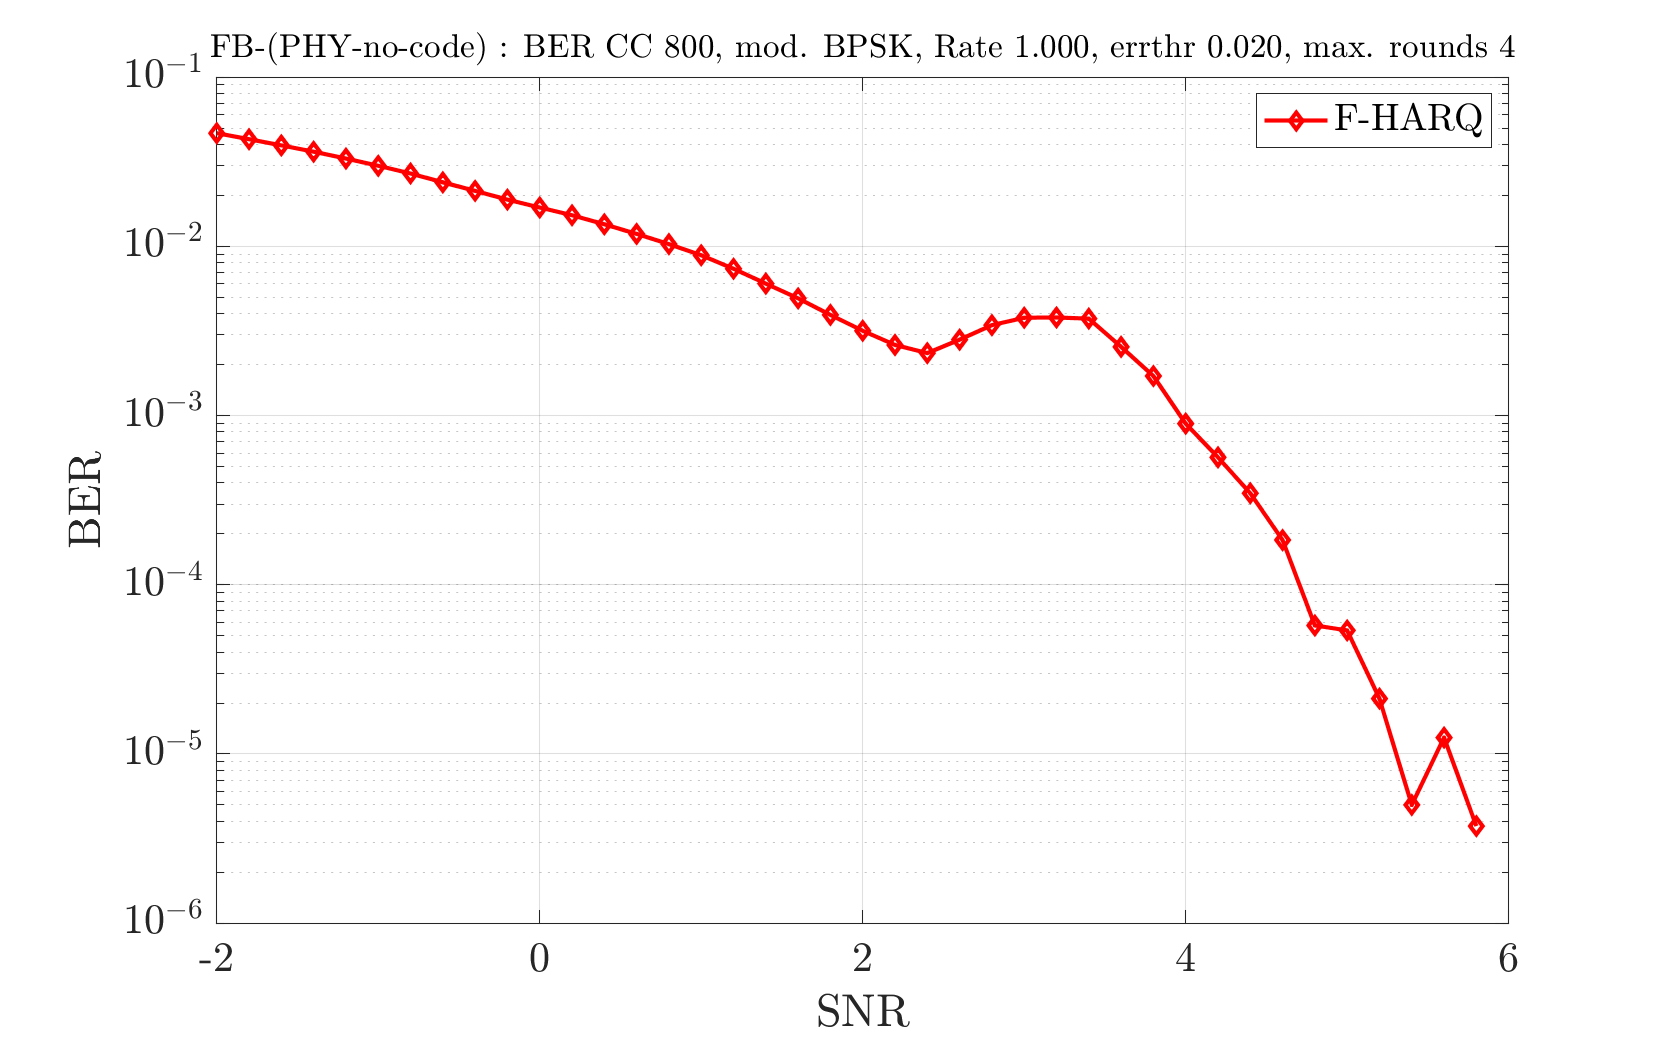 FB-(PHY-no-code) : BER CC 800, mod. BPSK, Rate 1.000, errthr 0.020, max. rounds 4
F-HARQ
10⁻¹
10⁻²
10⁻³
10⁻⁴
10⁻⁵
10⁻⁶
BER
-2 0 2 4 6
SNR